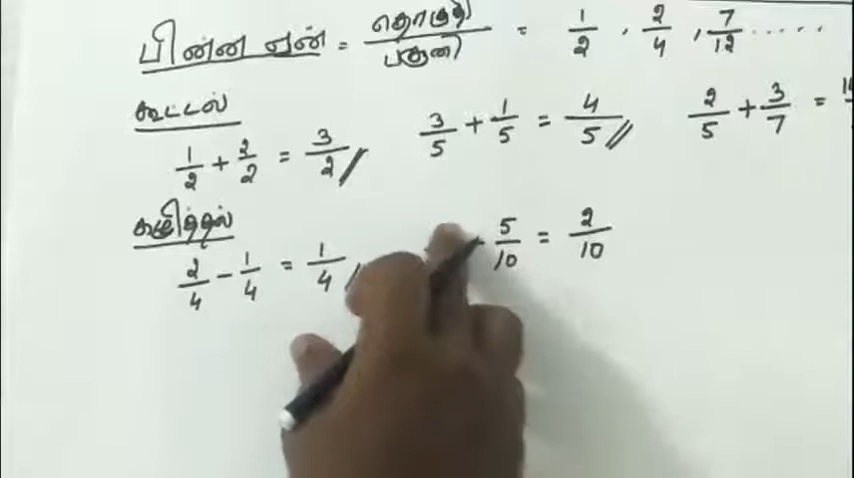 பின்ன எண் = தொகுதி/பகுதி = 1/2 , 2/4 , 7/12 .....
கூட்டல்
1/2 + 2/2 = 3/2 // 3/5 + 1/5 = 4/5 // 2/5 + 3/7 =
கழித்தல்
2/4 - 1/4 = 1/4 - 5/10 = 2/10